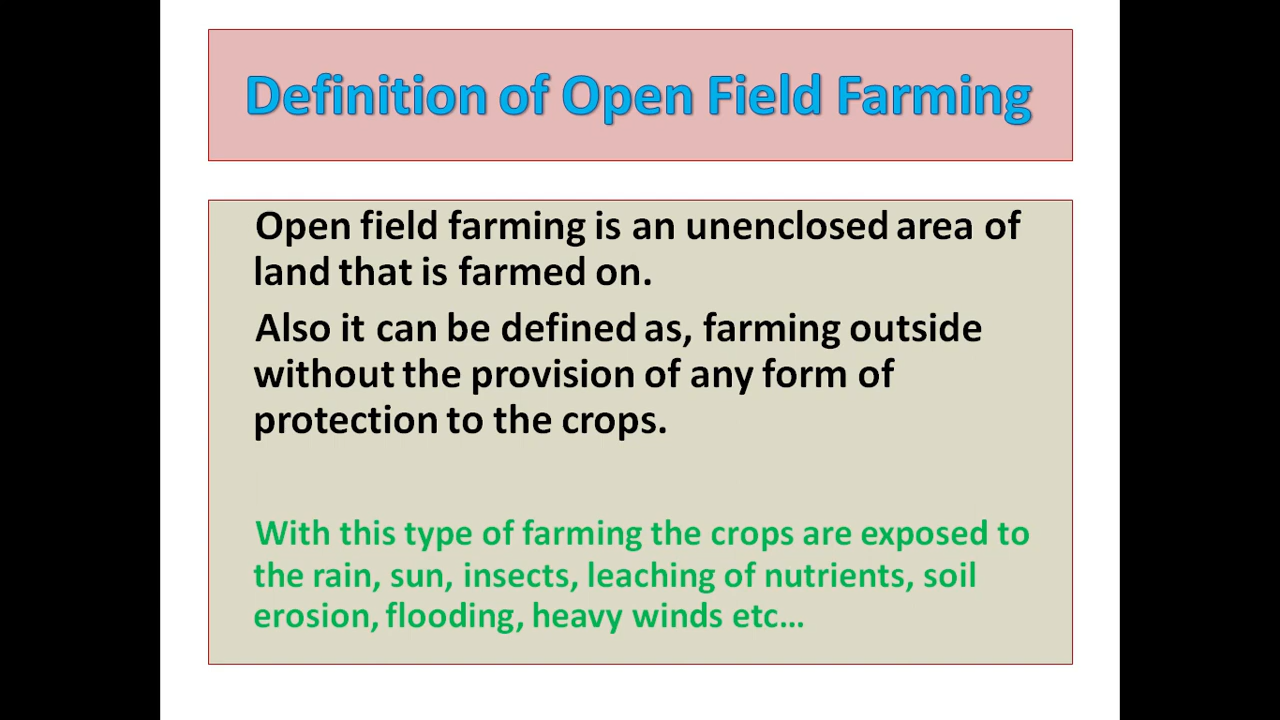 Definition of Open Field Farming
Open field farming is an unenclosed area of
land that is farmed on.
Also it can be defined as, farming outside
without the provision of any form of
protection to the crops.
With this type of farming the crops are exposed to
the rain, sun, insects, leaching of nutrients, soil
erosion, flooding, heavy winds etc…